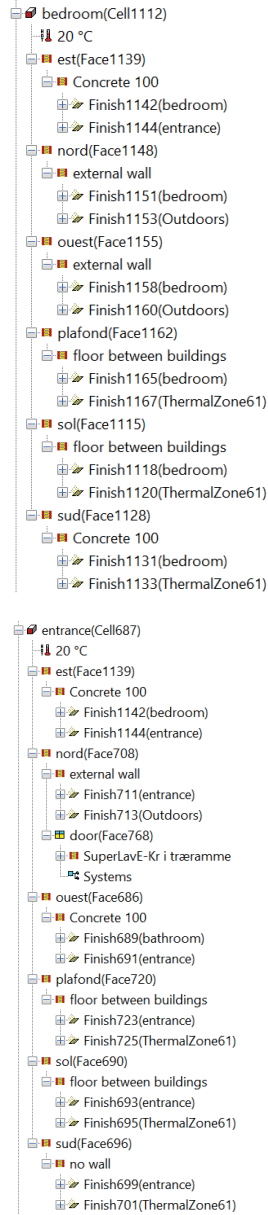 bedroom(Cell1112)
20 °C
est(Face1139)
Concrete 100
Finish1142(bedroom)
Finish1144(entrance)
nord(Face1148)
external wall
Finish1151(bedroom)
Finish1153(Outdoors)
ouest(Face1155)
external wall
Finish1158(bedroom)
Finish1160(Outdoors)
plafond(Face1162)
floor between buildings
Finish1165(bedroom)
Finish1167(ThermalZone61)
sol(Face1115)
floor between buildings
Finish1118(bedroom)
Finish1120(ThermalZone61)
sud(Face1128)
Concrete 100
Finish1131(bedroom)
Finish1133(ThermalZone61)
entrance(Cell687)
20 °C
est(Face1139)
Concrete 100
Finish1142(bedroom)
Finish1144(entrance)
nord(Face708)
external wall
Finish711(entrance)
Finish713(Outdoors)
door(Face768)
SuperLavE-Kr i træramme
Systems
ouest(Face686)
Concrete 100
Finish689(bathroom)
Finish691(entrance)
plafond(Face720)
floor between buildings
Finish723(entrance)
Finish725(ThermalZone61)
sol(Face690)
floor between buildings
Finish693(entrance)
Finish695(ThermalZone61)
sud(Face696)
no wall
Finish699(entrance)
Finish701(ThermalZone61)